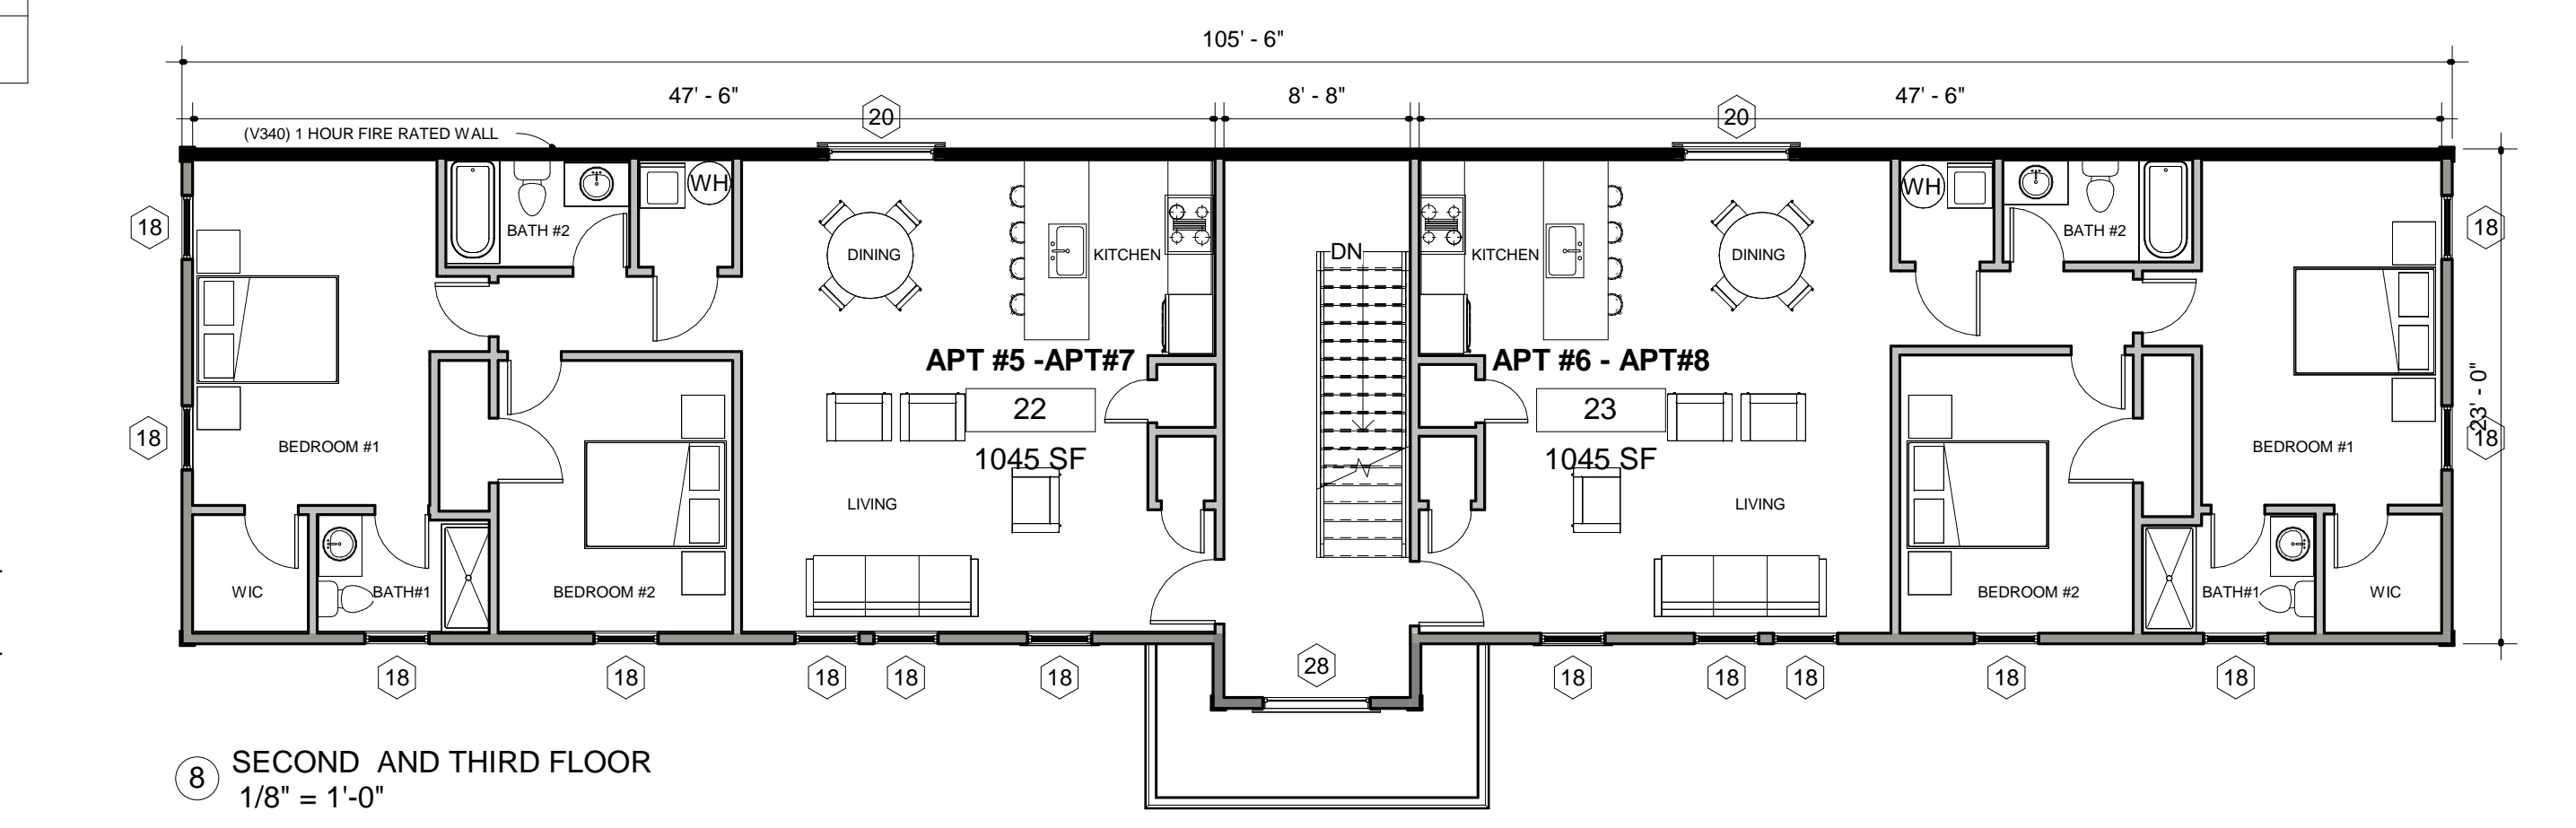 105' - 6"
47' - 6"
8' - 8"
47' - 6"
20
20
(V340) 1 HOUR FIRE RATED WALL
WH
WH
18
BATH #2
BATH #2
18
DINING
KITCHEN
DN
KITCHEN
DINING
APT #5 -APT#7
APT #6 - APT#8
23' - 0"
22
23
18
BEDROOM #1
1045 SF
1045 SF
BEDROOM #1
18
LIVING
LIVING
WIC
BATH#1
BEDROOM #2
BEDROOM #2
BATH#1
WIC
28
18
18
18
18
18
18
18
18
18
18
8
SECOND AND THIRD FLOOR
1/8" = 1'-0"